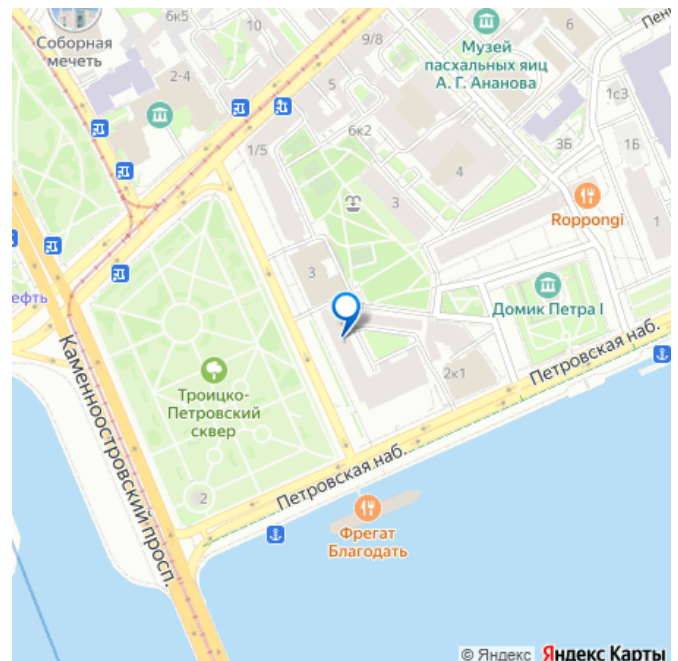 6к5
Соборная
мечеть
2-4
10
9/8
5
Музей
пасхальных яиц
А. Г. Ананова
6
1с3
6к2
1/5
4
3Б
1Б
3
Roppongi
1
3
Домик Петра I
ефть
Каменноостровский просп.
Троицко-
Петровский
сквер
2к1
Петровская наб.
Петровская наб.
2
Фрегат
Благодать
© Яндекс Яндекс Карты